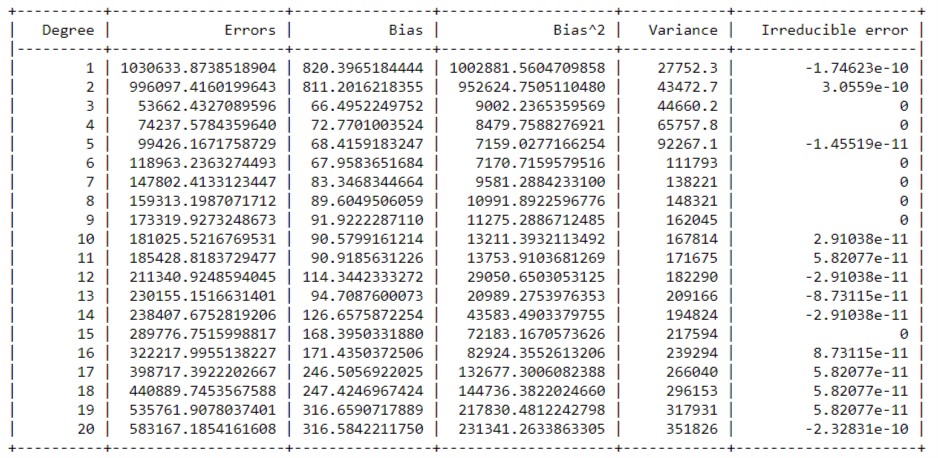 +----------+--------------------+----------------+---------------------+------------+---------------------+
| Degree | Errors | Bias | Bias^2 | Variance | Irreducible error |
|----------+--------------------+----------------+---------------------+------------+---------------------|
| 1 | 1030633.8738518904 | 820.3965184444 | 1002881.5604709858 | 27752.3 | -1.74623e-10 |
| 2 | 996097.4160199643 | 811.2016218355 | 952624.7505110480 | 43472.7 | 3.0559e-10 |
| 3 | 53662.4327089596 | 66.4952249752 | 9002.2365359569 | 44660.2 | 0 |
| 4 | 74237.5784359640 | 72.7701003524 | 8479.7588276921 | 65757.8 | 0 |
| 5 | 99426.1671758729 | 68.4159183247 | 7159.0277166254 | 92267.1 | -1.45519e-11 |
| 6 | 118963.2363274493 | 67.9583651684 | 7170.7159579516 | 111793 | 0 |
| 7 | 147802.4133123447 | 83.3468344664 | 9581.2884233100 | 138221 | 0 |
| 8 | 159313.1987071712 | 89.6049506059 | 10991.8922596776 | 148321 | 0 |
| 9 | 173319.9273248673 | 91.9222287110 | 11275.2886712485 | 162045 | 0 |
| 10 | 181025.5216769531 | 90.5799161214 | 13211.3932113492 | 167814 | 2.91038e-11 |
| 11 | 185428.8183729477 | 90.9185631226 | 13753.9103681269 | 171675 | 5.82077e-11 |
| 12 | 211340.9248594045 | 114.3442333272 | 29050.6503053125 | 182290 | -2.91038e-11 |
| 13 | 230155.1516631401 | 94.7087600073 | 20989.2753976353 | 209166 | -8.73115e-11 |
| 14 | 238407.6752819206 | 126.6575872254 | 43583.4903379755 | 194824 | -2.91038e-11 |
| 15 | 289776.7515998817 | 168.3950331880 | 72183.1670573626 | 217594 | 0 |
| 16 | 322217.9955138227 | 171.4350372506 | 82924.3552613206 | 239294 | 8.73115e-11 |
| 17 | 398717.3922202667 | 246.5056922025 | 132677.3006082388 | 266040 | 5.82077e-11 |
| 18 | 440889.7453567588 | 247.4246967424 | 144736.3822024660 | 296153 | 5.82077e-11 |
| 19 | 535761.9078037401 | 316.6590717889 | 217830.4812242798 | 317931 | 5.82077e-11 |
| 20 | 583167.1854161608 | 316.5842211750 | 231341.2633863305 | 351826 | -2.32831e-10 |
+----------+--------------------+----------------+---------------------+------------+---------------------+